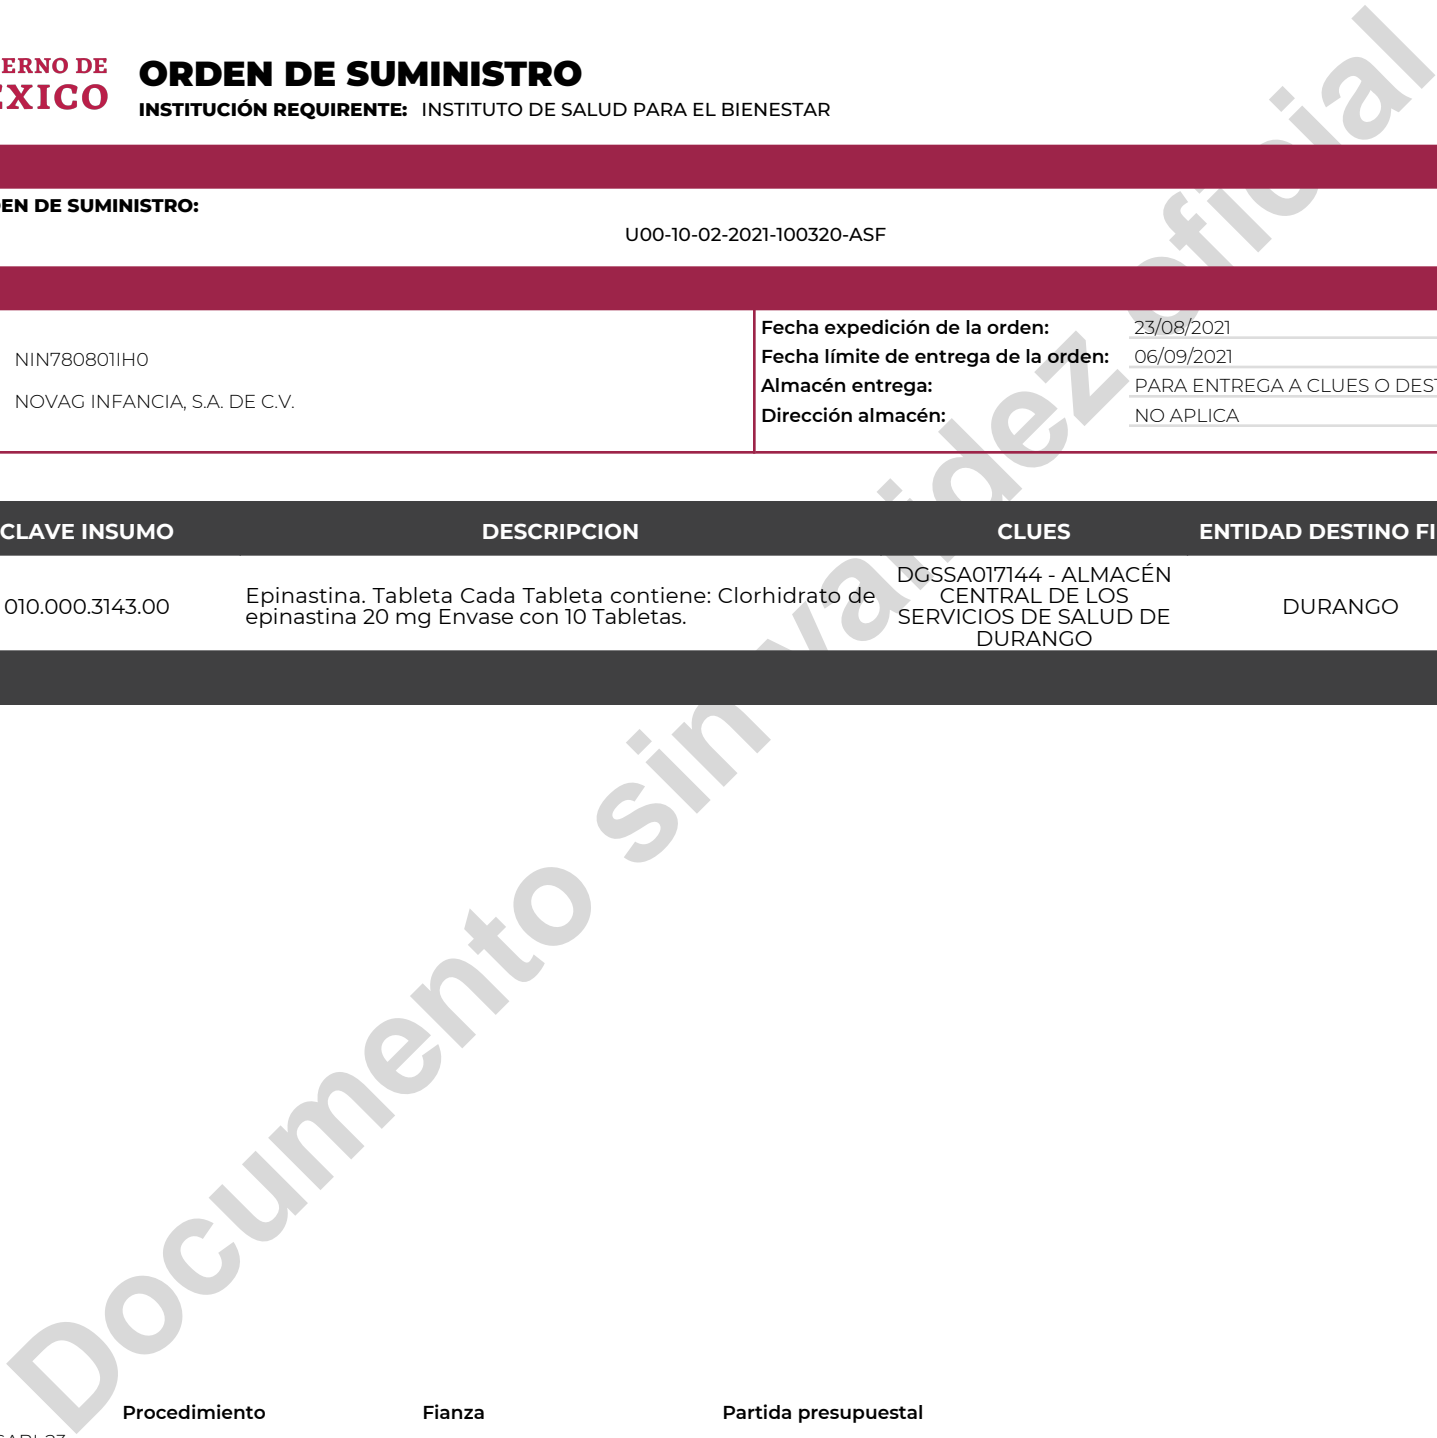 ERNO DE
ORDEN DE SUMINISTRO
XICO
INSTITUCIÓN REQUIRENTE: INSTITUTO DE SALUD PARA EL BIENESTAR
EN DE SUMINISTRO:
U00-10-02-2021-100320-ASF
NIN780801IH0
NOVAG INFANCIA, S.A. DE C.V.
Fecha expedición de la orden: 23/08/2021
Fecha límite de entrega de la orden: 06/09/2021
Almacén entrega: PARA ENTREGA A CLUES O DEST
Dirección almacén: NO APLICA
CLAVE INSUMO DESCRIPCION CLUES ENTIDAD DESTINO FI
010.000.3143.00
Epinastina. Tableta Cada Tableta contiene: Clorhidrato de
epinastina 20 mg Envase con 10 Tabletas.
DGSSA017144 - ALMACÉN
CENTRAL DE LOS
SERVICIOS DE SALUD DE
DURANGO
DURANGO
Documento sin validez oficial
Procedimiento Fianza Partida presupuestal